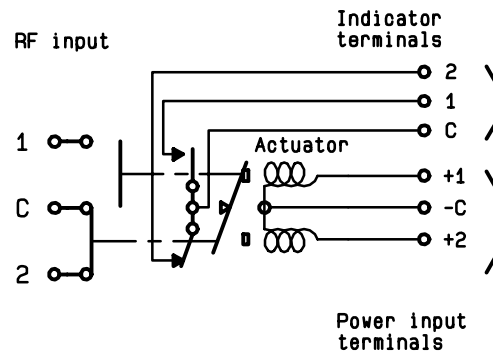 Indicator
terminals
RF input
2
1
C
Actuator
1
+1
C
-C
+2
2
Power input
terminals